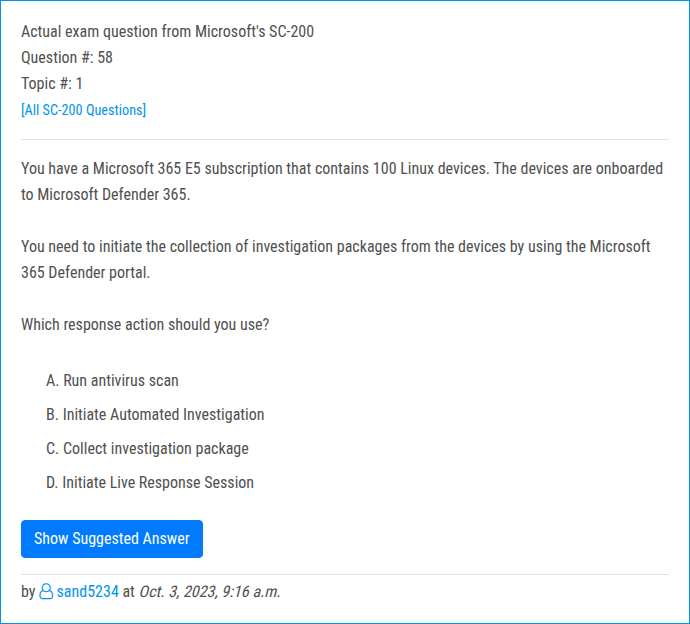 Actual exam question from Microsoft's SC-200
Question #: 58
Topic #: 1
[All SC-200 Questions]
You have a Microsoft 365 E5 subscription that contains 100 Linux devices. The devices are onboarded
to Microsoft Defender 365.
You need to initiate the collection of investigation packages from the devices by using the Microsoft
365 Defender portal.
Which response action should you use?
A. Run antivirus scan
B. Initiate Automated Investigation
C. Collect investigation package
D. Initiate Live Response Session
Show Suggested Answer
by sand5234 at Oct. 3, 2023, 9:16 a.m.